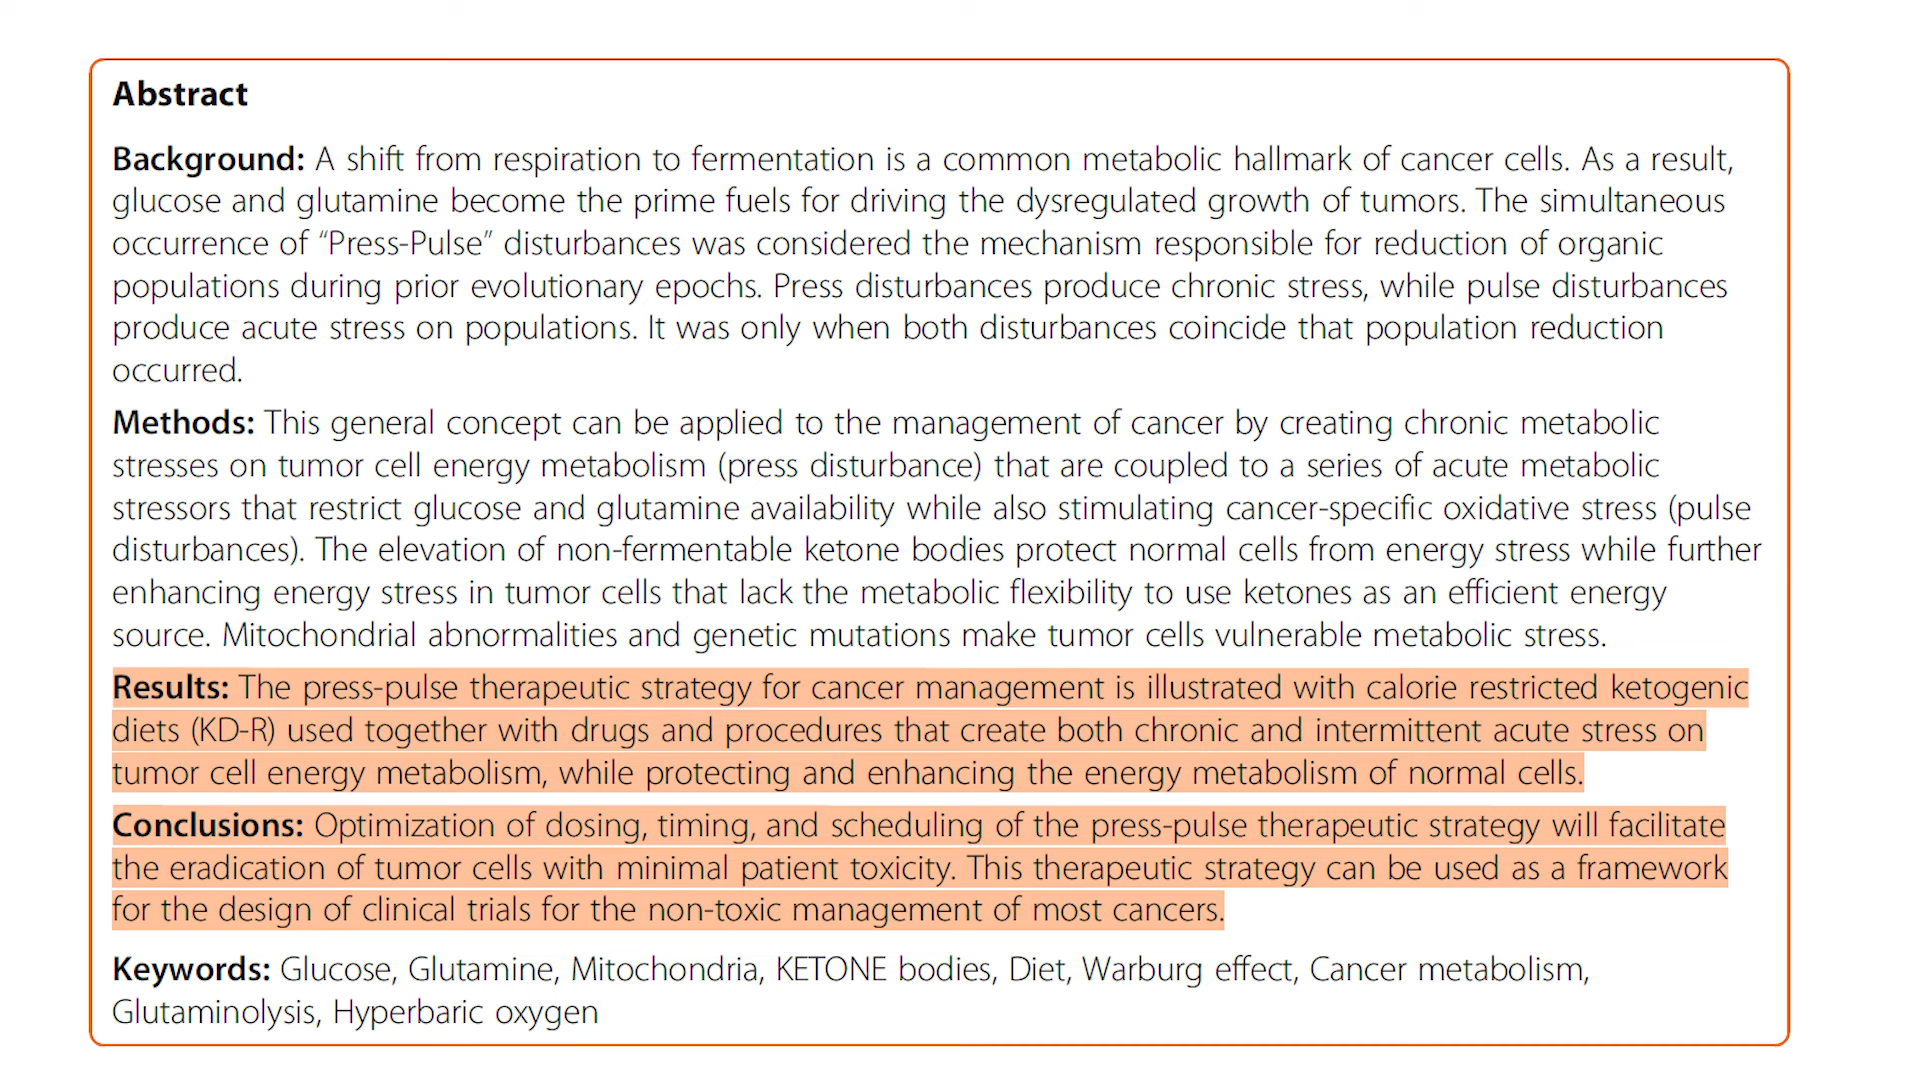 Abstract
Background: A shift from respiration to fermentation is a common metabolic hallmark of cancer cells. As a result,
glucose and glutamine become the prime fuels for driving the dysregulated growth of tumors. The simultaneous
occurrence of “Press-Pulse” disturbances was considered the mechanism responsible for reduction of organic
populations during prior evolutionary epochs. Press disturbances produce chronic stress, while pulse disturbances
produce acute stress on populations. It was only when both disturbances coincide that population reduction
occurred.
Methods: This general concept can be applied to the management of cancer by creating chronic metabolic
stresses on tumor cell energy metabolism (press disturbance) that are coupled to a series of acute metabolic
stressors that restrict glucose and glutamine availability while also stimulating cancer-specific oxidative stress (pulse
disturbances). The elevation of non-fermentable ketone bodies protect normal cells from energy stress while further
enhancing energy stress in tumor cells that lack the metabolic flexibility to use ketones as an efficient energy
source. Mitochondrial abnormalities and genetic mutations make tumor cells vulnerable metabolic stress.
Results: The press-pulse therapeutic strategy for cancer management is illustrated with calorie restricted ketogenic
diets (KD-R) used together with drugs and procedures that create both chronic and intermittent acute stress on
tumor cell energy metabolism, while protecting and enhancing the energy metabolism of normal cells.
Conclusions: Optimization of dosing, timing, and scheduling of the press-pulse therapeutic strategy will facilitate
the eradication of tumor cells with minimal patient toxicity. This therapeutic strategy can be used as a framework
for the design of clinical trials for the non-toxic management of most cancers.
Keywords: Glucose, Glutamine, Mitochondria, KETONE bodies, Diet, Warburg effect, Cancer metabolism,
Glutaminolysis, Hyperbaric oxygen